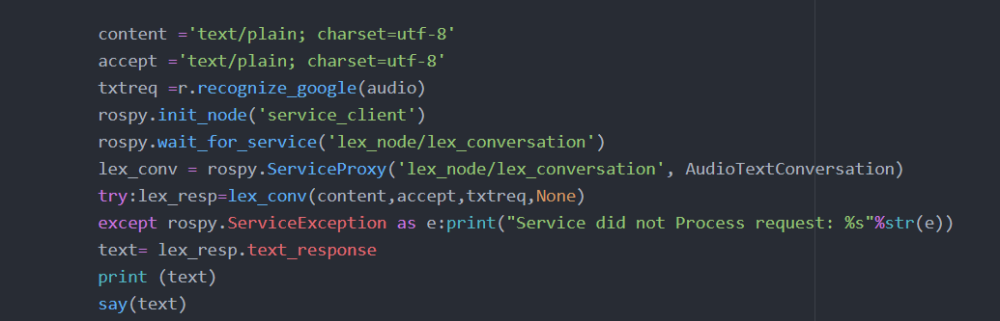 content ='text/plain; charset=utf-8'
accept ='text/plain; charset=utf-8'
txtreq =r.recognize_google(audio)
rospy.init_node('service_client')
rospy.wait_for_service('lex_node/lex_conversation')
lex_conv = rospy.ServiceProxy('lex_node/lex_conversation', AudioTextConversation)
try:lex_resp=lex_conv(content,accept,txtreq,None)
except rospy.ServiceException as e:print("Service did not Process request: %s"%str(e))
text= lex_resp.text_response
print (text)
say(text)